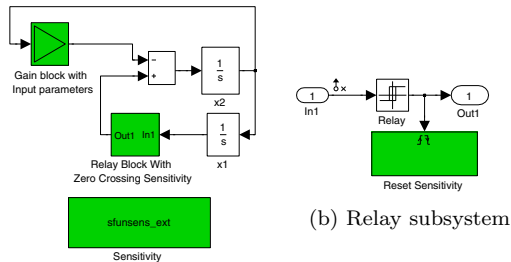 Gain block with
Input parameters
−
+
1
s
x2
Out1 In1
1
s
x1
Relay Block With
Zero Crossing Sensitivity
sfunsens_ext
Sensitivity
1
In1
Relay
1
Out1
Reset Sensitivity
(b) Relay subsystem